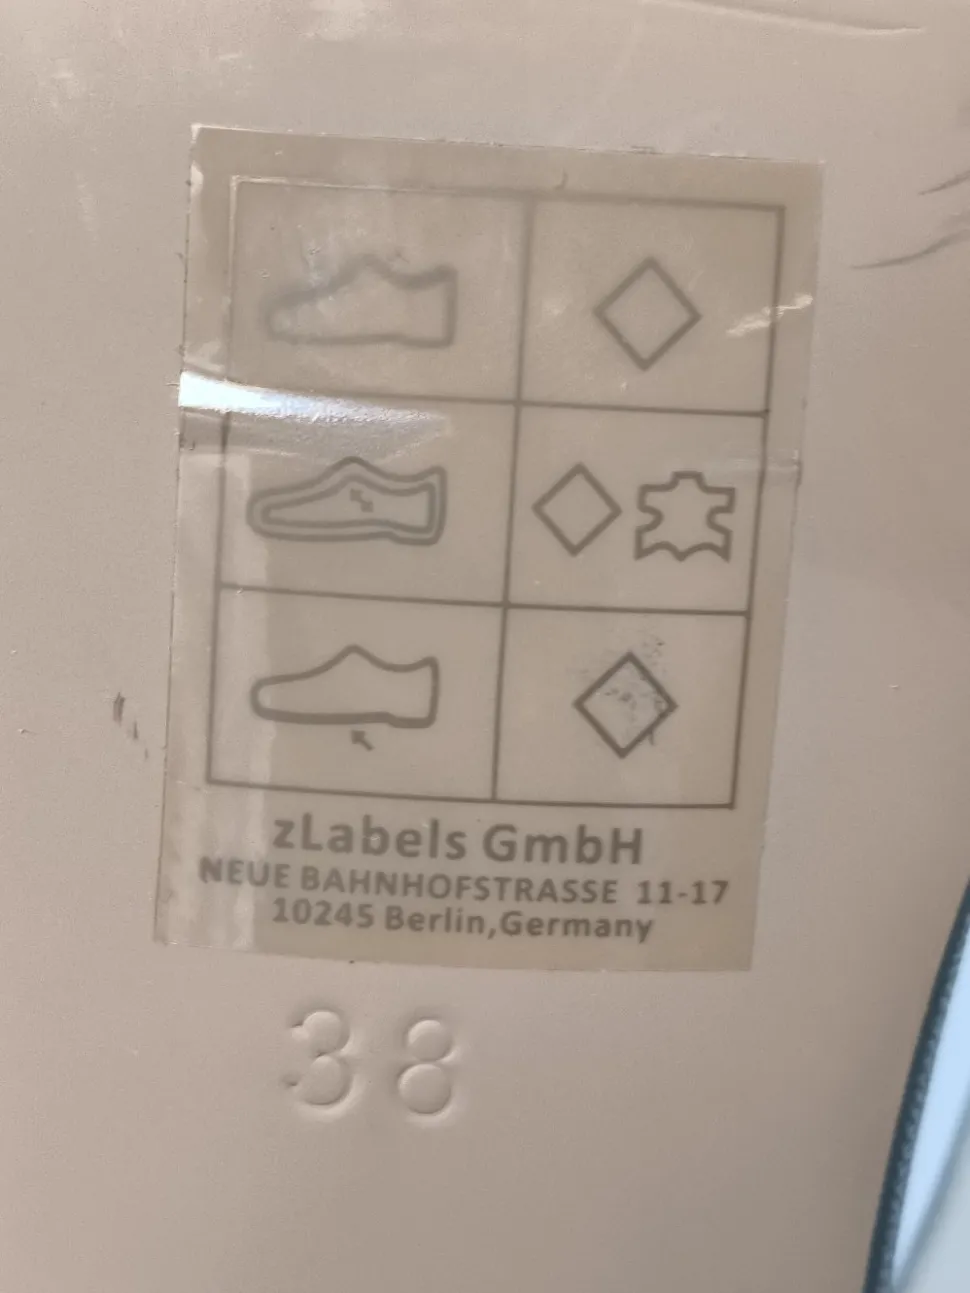 zLabels GmbH
NEUE BAHNHOFSTRASSE 11-17
10245 Berlin,Germany
38